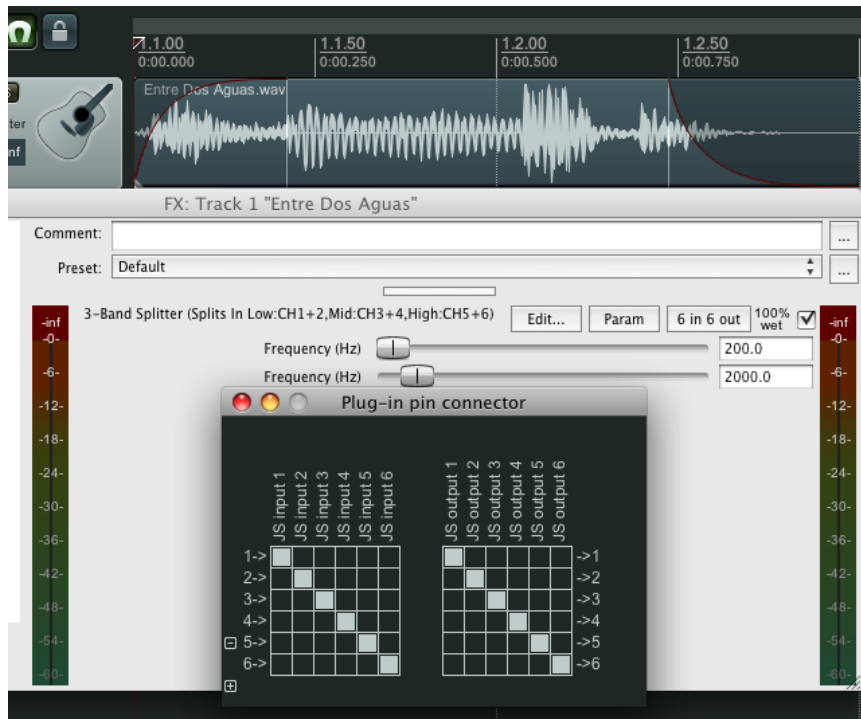 1.1.00 1.1.50 1.2.00 1.2.50
0:00.000 0:00.250 0:00.500 0:00.750
Entre Dos Aguas.wav
ter
nf
FX: Track 1 "Entre Dos Aguas"
Comment: ...
Preset: Default ...
3-Band Splitter (Splits In Low:CH1+2,Mid:CH3+4,High:CH5+6) Edit... Param 6 in 6 out 100% wet
-inf -inf
-0- -0-
Frequency (Hz) 200.0
-6- -6-
Frequency (Hz) 2000.0
-12- -12-
Plug-in pin connector
-18- -18-
-24- -24-
-30- -30-
-36- -36-
-42- -42-
-48- -48-
-54- -54-
-60- -60-
JS input 1
JS input 2
JS input 3
JS input 4
JS input 5
JS input 6
JS output 1
JS output 2
JS output 3
JS output 4
JS output 5
JS output 6
1-> ->1
2-> ->2
3-> ->3
4-> ->4
5-> ->5
6-> ->6